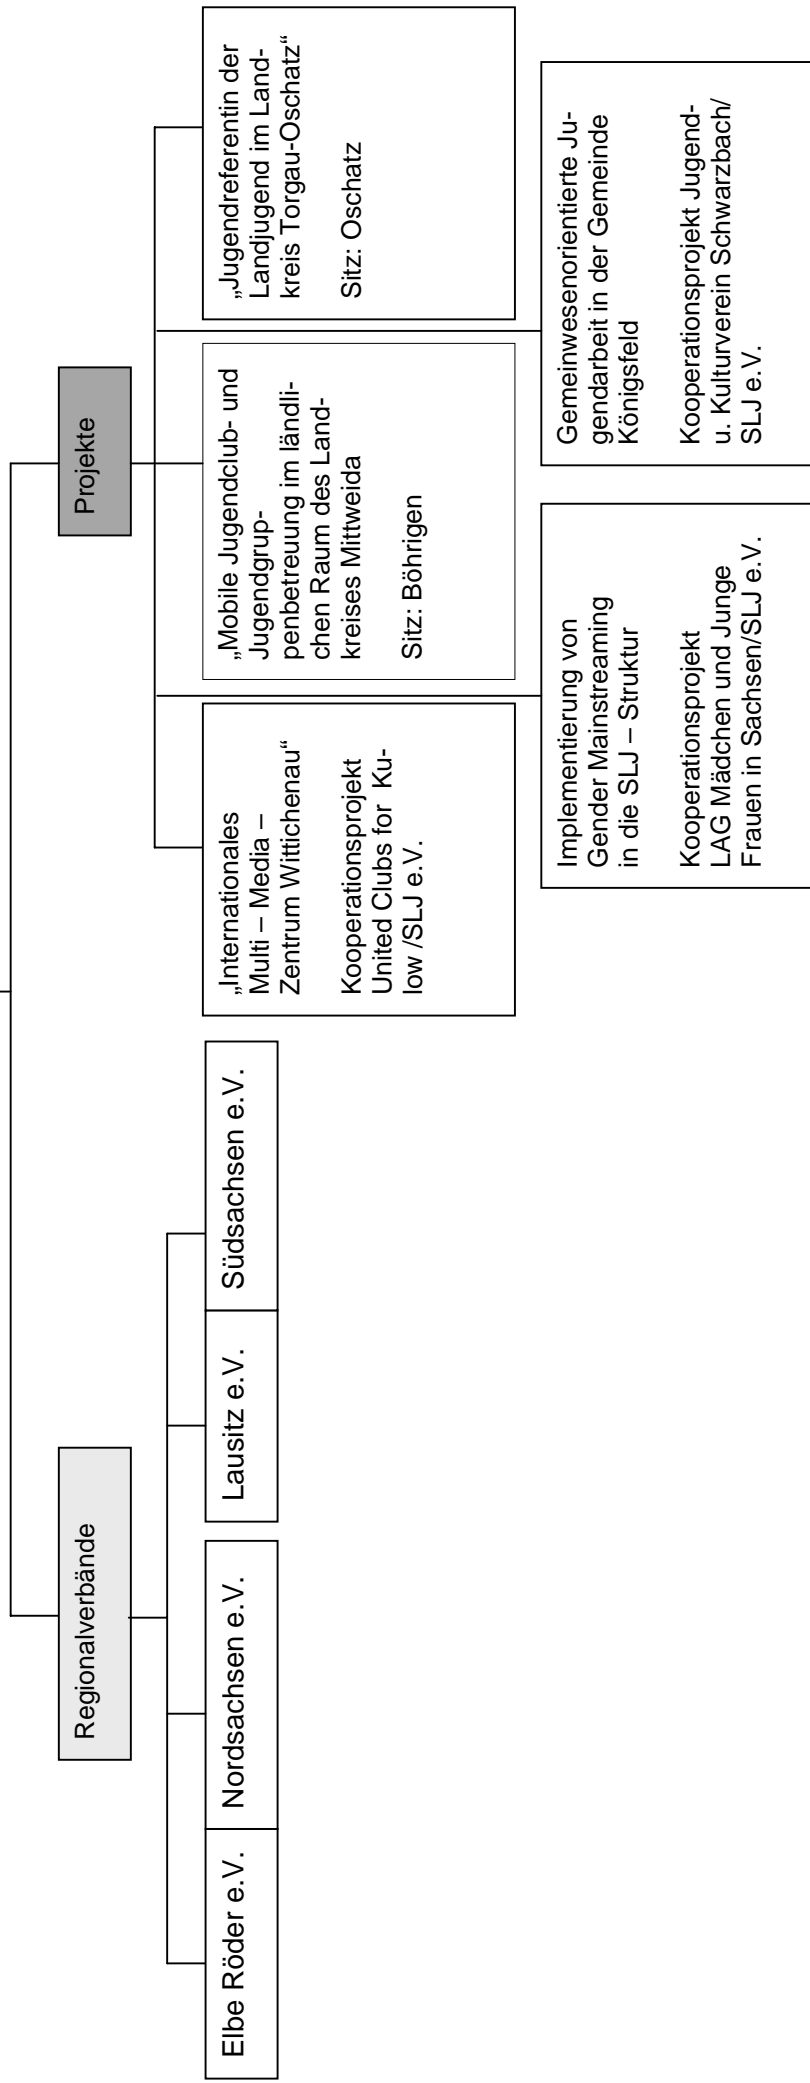 Regionalverbände
Projekte
Elbe Röder e.V.
Nordsachsen e.V.
Lausitz e.V.
Südsachsen e.V.
„Internationales
Multi – Media –
Zentrum Wittichenau“
Kooperationsprojekt
United Clubs for Ku-
low /SLJ e.V.
„Mobile Jugendclub- und
Jugendgrup-
penbetreuung im ländli-
chen Raum des Land-
kreises Mittweida
Sitz: Böhrigen
„Jugendreferentin der
Landjugend im Land-
kreis Torgau-Oschatz“
Sitz: Oschatz
Implementierung von
Gender Mainstreaming
in die SLJ – Struktur
Kooperationsprojekt
LAG Mädchen und Junge
Frauen in Sachsen/SLJ e.V.
Gemeinwesenorientierte Ju-
gendarbeit in der Gemeinde
Königsfeld
Kooperationsprojekt Jugend-
u. Kulturverein Schwarzbach/
SLJ e.V.